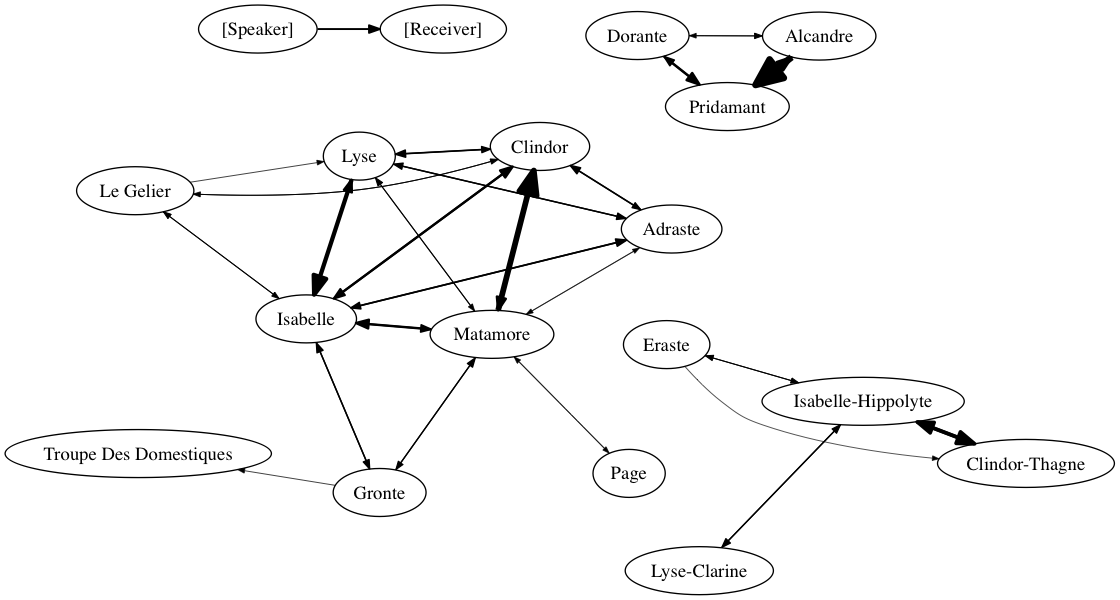 [Speaker]
[Receiver]
Dorante
Alcandre
Pridamant
Lyse
Clindor
Le Gelier
Adraste
Isabelle
Matamore
Eraste
Isabelle-Hippolyte
Troupe Des Domestiques
Gronte
Page
Clindor-Thagne
Lyse-Clarine